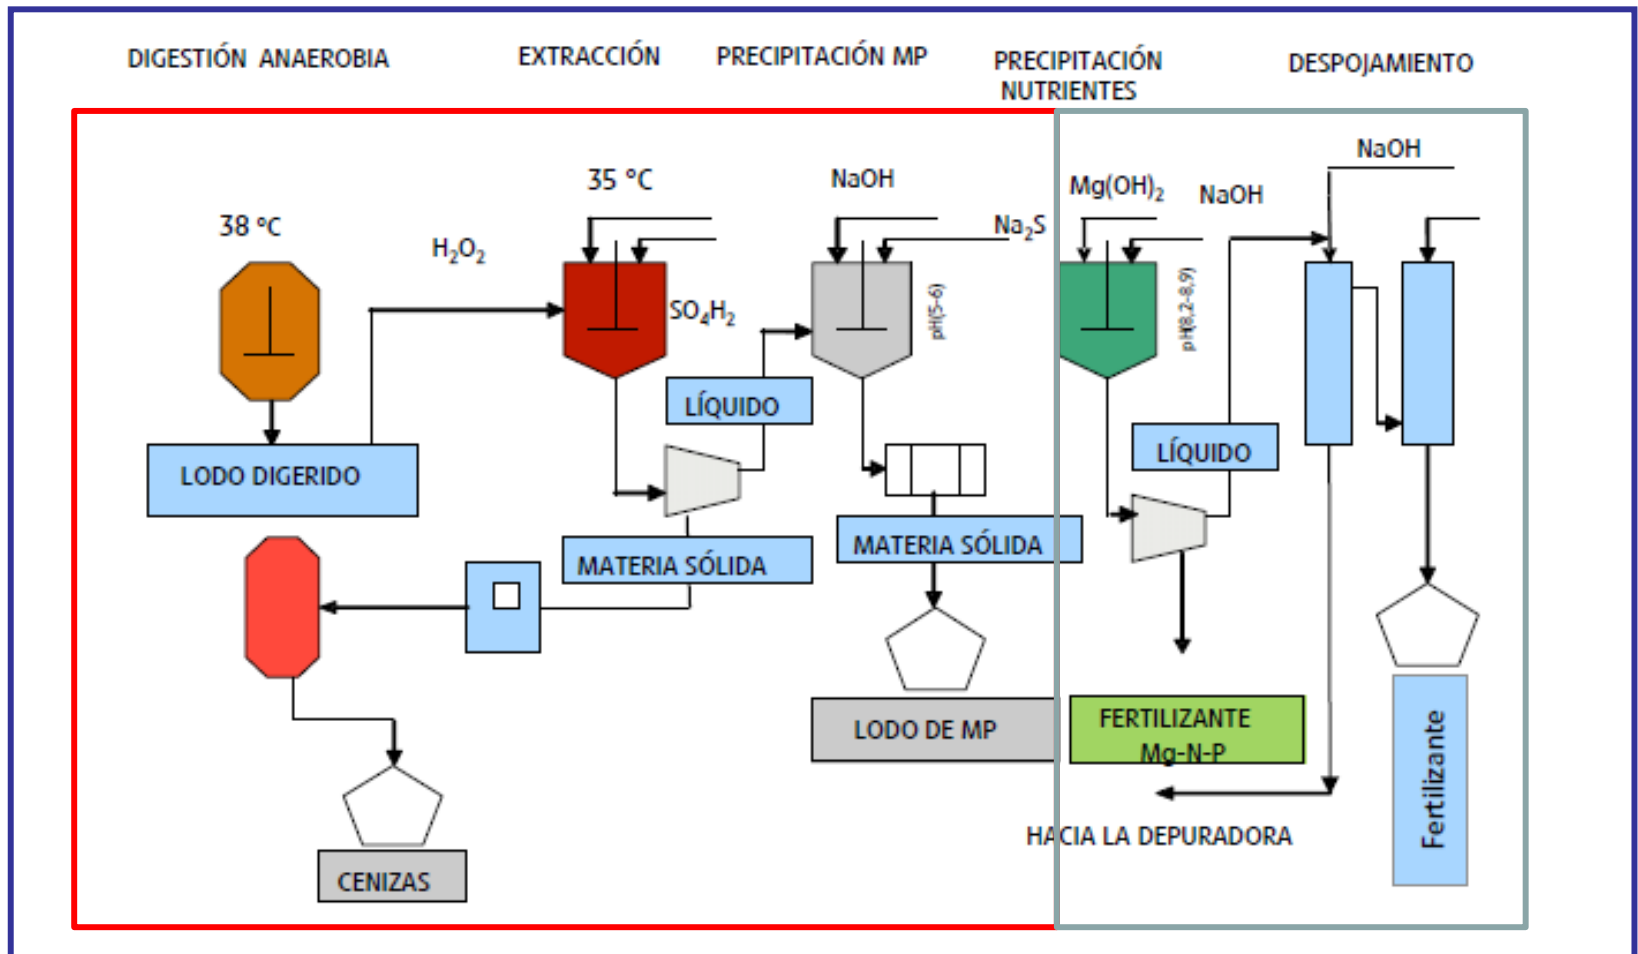 DIGESTIÓN ANAEROBIA
EXTRACCIÓN
PRECIPITACIÓN MP
PRECIPITACIÓN
NUTRIENTES
DESPOJAMIENTO
38 ºC
H₂O₂
35 °C
SO₄H₂
NaOH
Na₂S
pH(5-6)
Mg(OH)₂
NaOH
pH(8,2-8,9)
NaOH
LÍQUIDO
LÍQUIDO
LODO DIGERIDO
MATERIA SÓLIDA
MATERIA SÓLIDA
LODO DE MP
FERTILIZANTE
Mg-N-P
Fertilizante
HACIA LA DEPURADORA
CENIZAS